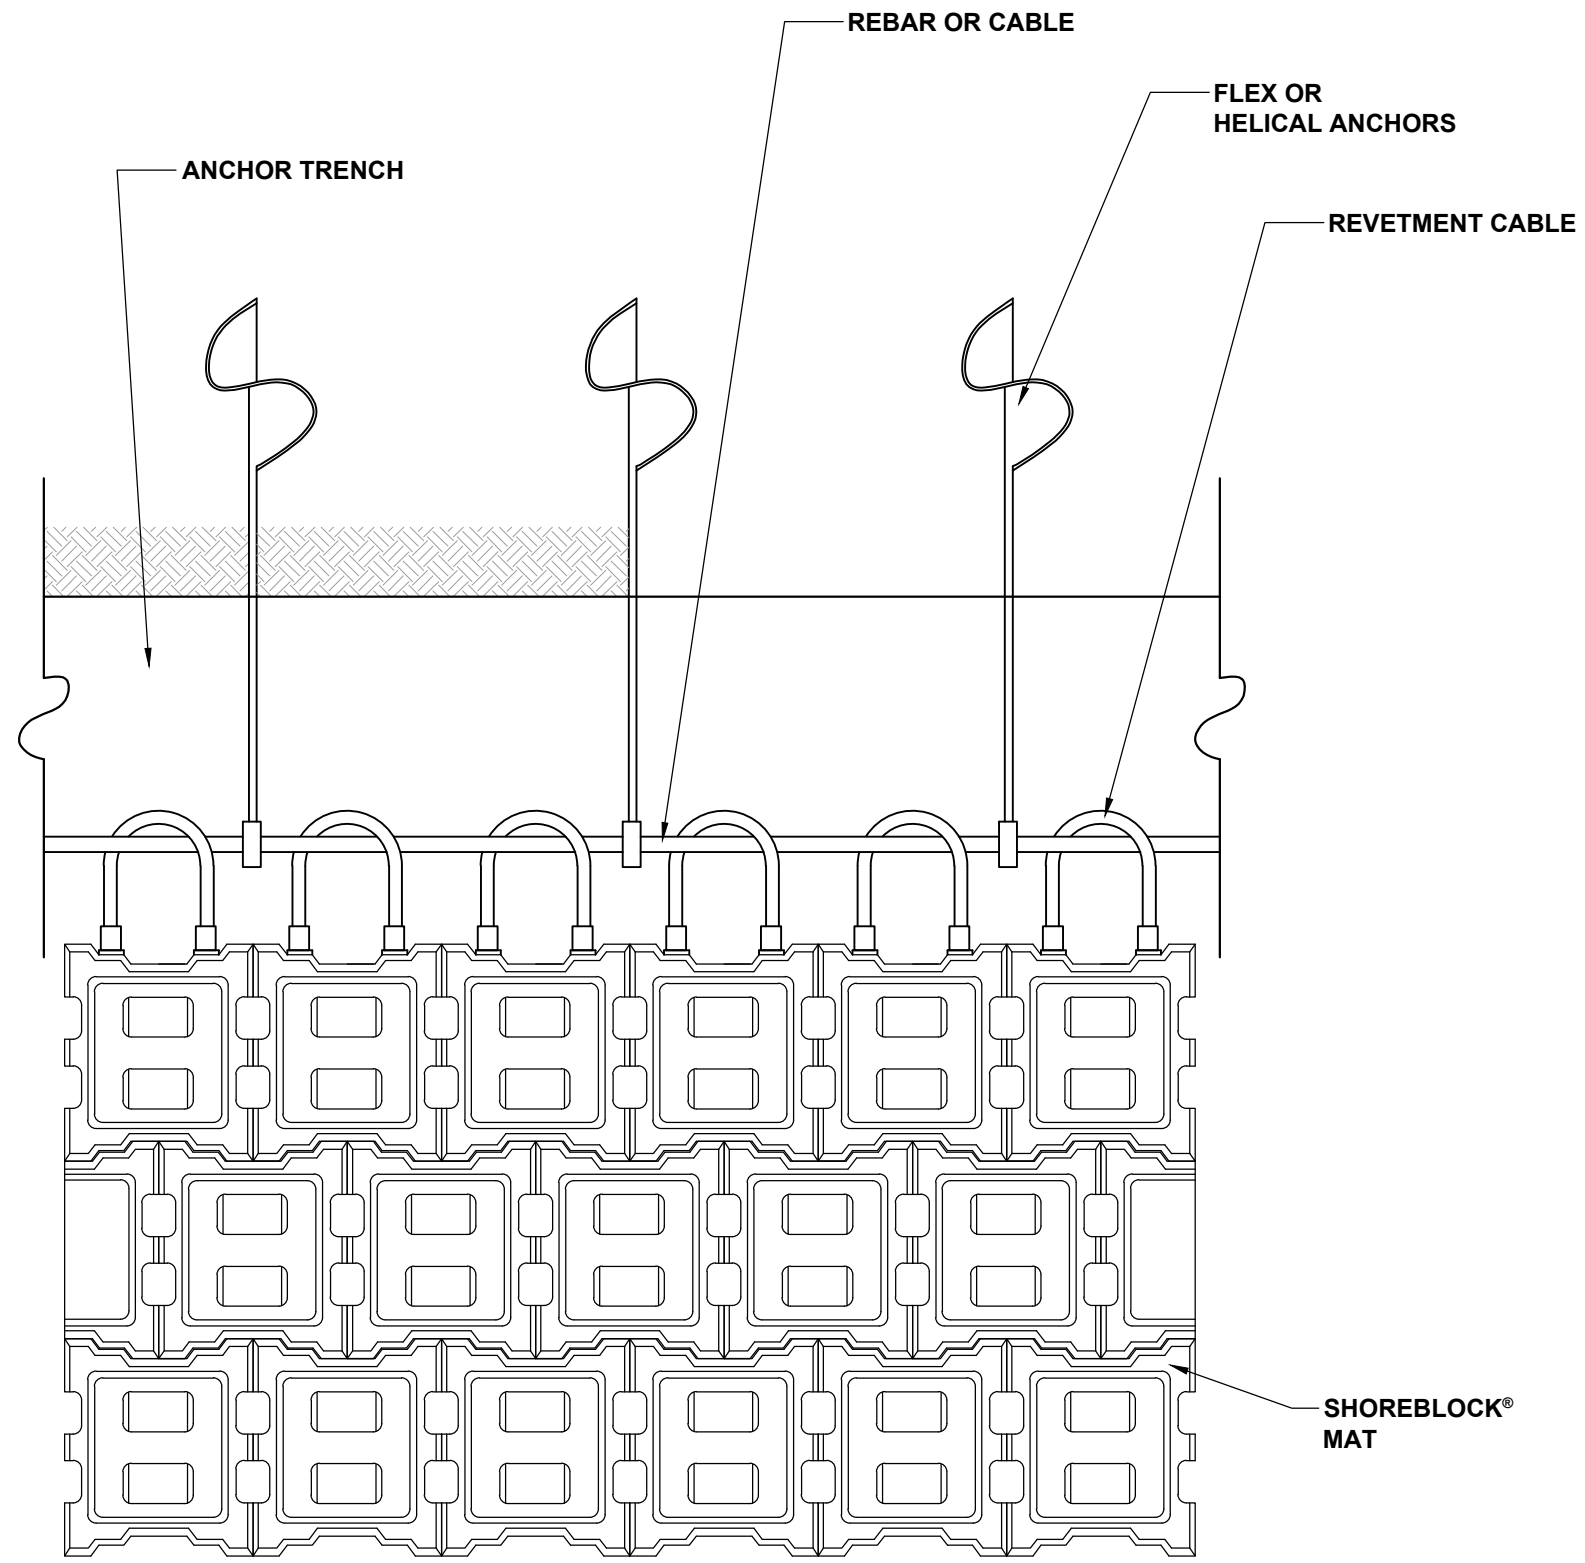 REBAR OR CABLE
FLEX OR
HELICAL ANCHORS
ANCHOR TRENCH
REVETMENT CABLE
SHOREBLOCK®
MAT